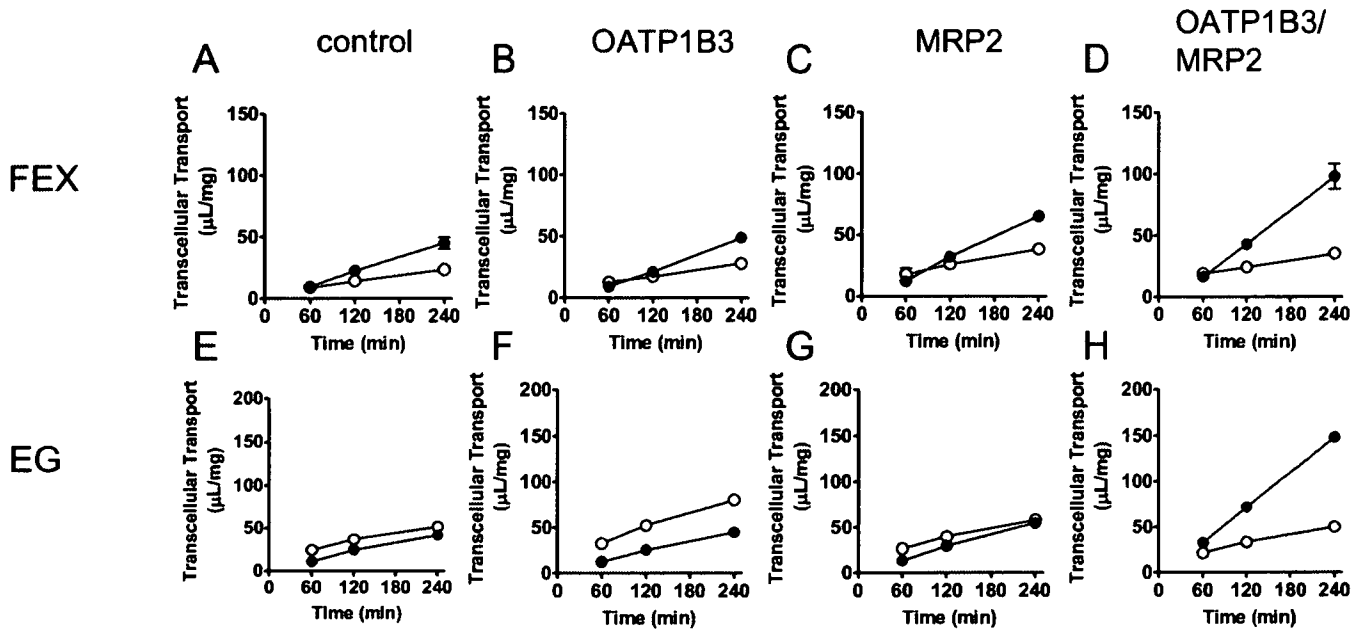 control
OATP1B3
MRP2
OATP1B3/
MRP2
A
B
C
D
FEX
Transcellular Transport
(μL/mg)
150
100
50
0
0 60 120 180 240
Time (min)
Transcellular Transport
(μL/mg)
150
100
50
0
0 60 120 180 240
Time (min)
Transcellular Transport
(μL/mg)
150
100
50
0
0 60 120 180 240
Time (min)
Transcellular Transport
(μL/mg)
150
100
50
0
0 60 120 180 240
Time (min)
E
F
G
H
EG
Transcellular Transport
(μL/mg)
200
150
100
50
0
0 60 120 180 240
Time (min)
Transcellular Transport
(μL/mg)
200
150
100
50
0
0 60 120 180 240
Time (min)
Transcellular Transport
(μL/mg)
200
150
100
50
0
0 60 120 180 240
Time (min)
Transcellular Transport
(μL/mg)
200
150
100
50
0
0 60 120 180 240
Time (min)